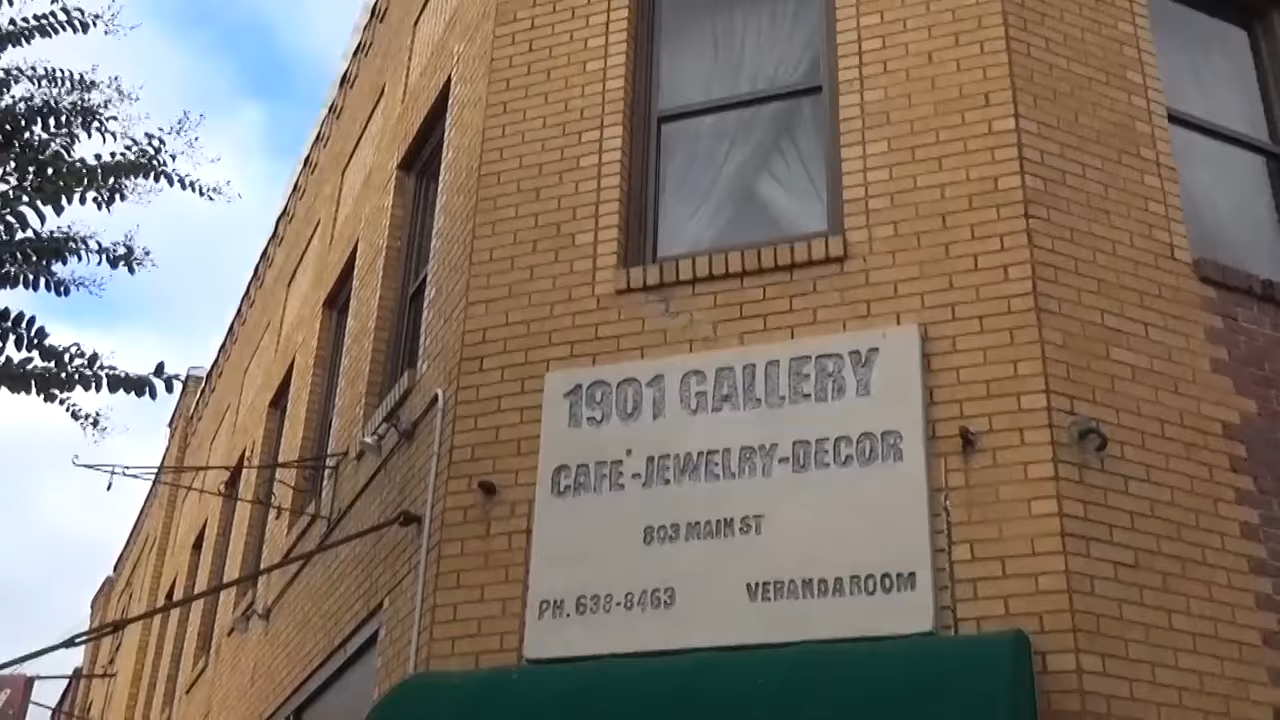 1901 GALLERY
CAFE'-JEWELRY-DECOR
803 MAIN ST
PH. 638-8463 VERANDA ROOM